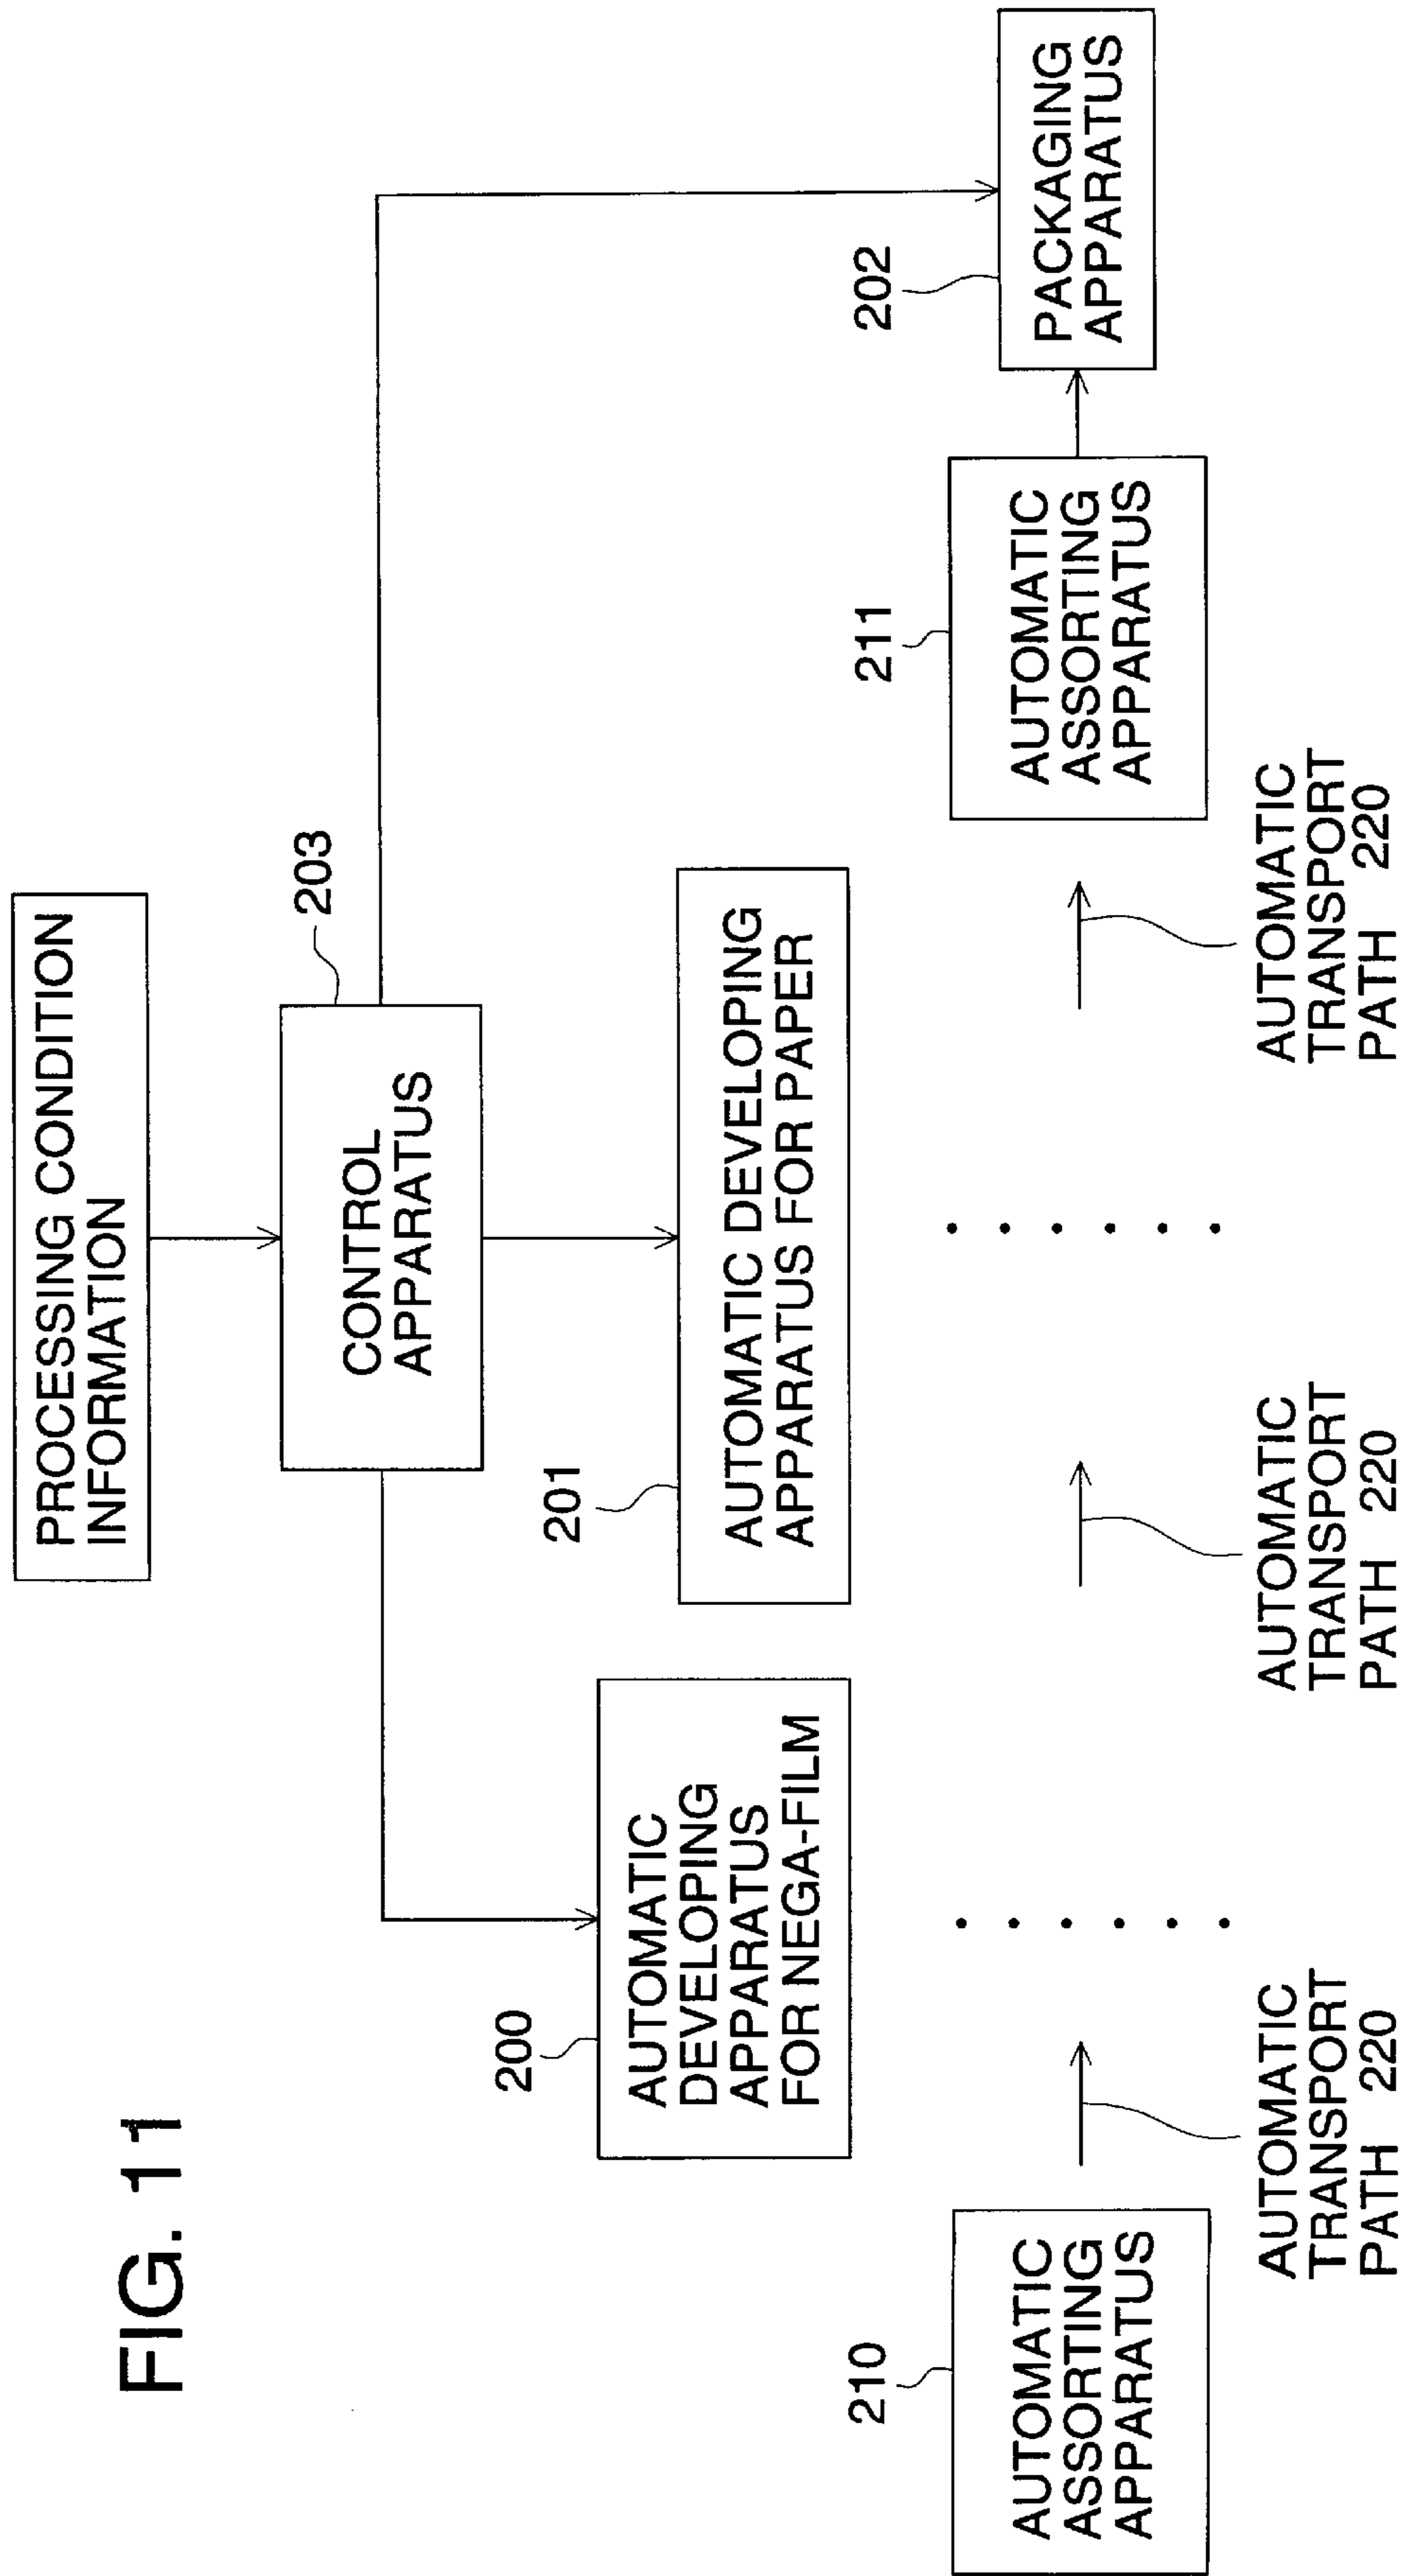 FIG. 11
PROCESSING CONDITION
INFORMATION
203
CONTROL
APPARATUS
200
AUTOMATIC
DEVELOPING
APPARATUS
FOR NEGA-FILM
201
AUTOMATIC DEVELOPING
APPARATUS FOR PAPER
202
PACKAGING
APPARATUS
210
AUTOMATIC
ASSORTING
APPARATUS
211
AUTOMATIC
ASSORTING
APPARATUS
AUTOMATIC
TRANSPORT
PATH 220
AUTOMATIC
TRANSPORT
PATH 220
AUTOMATIC
TRANSPORT
PATH 220